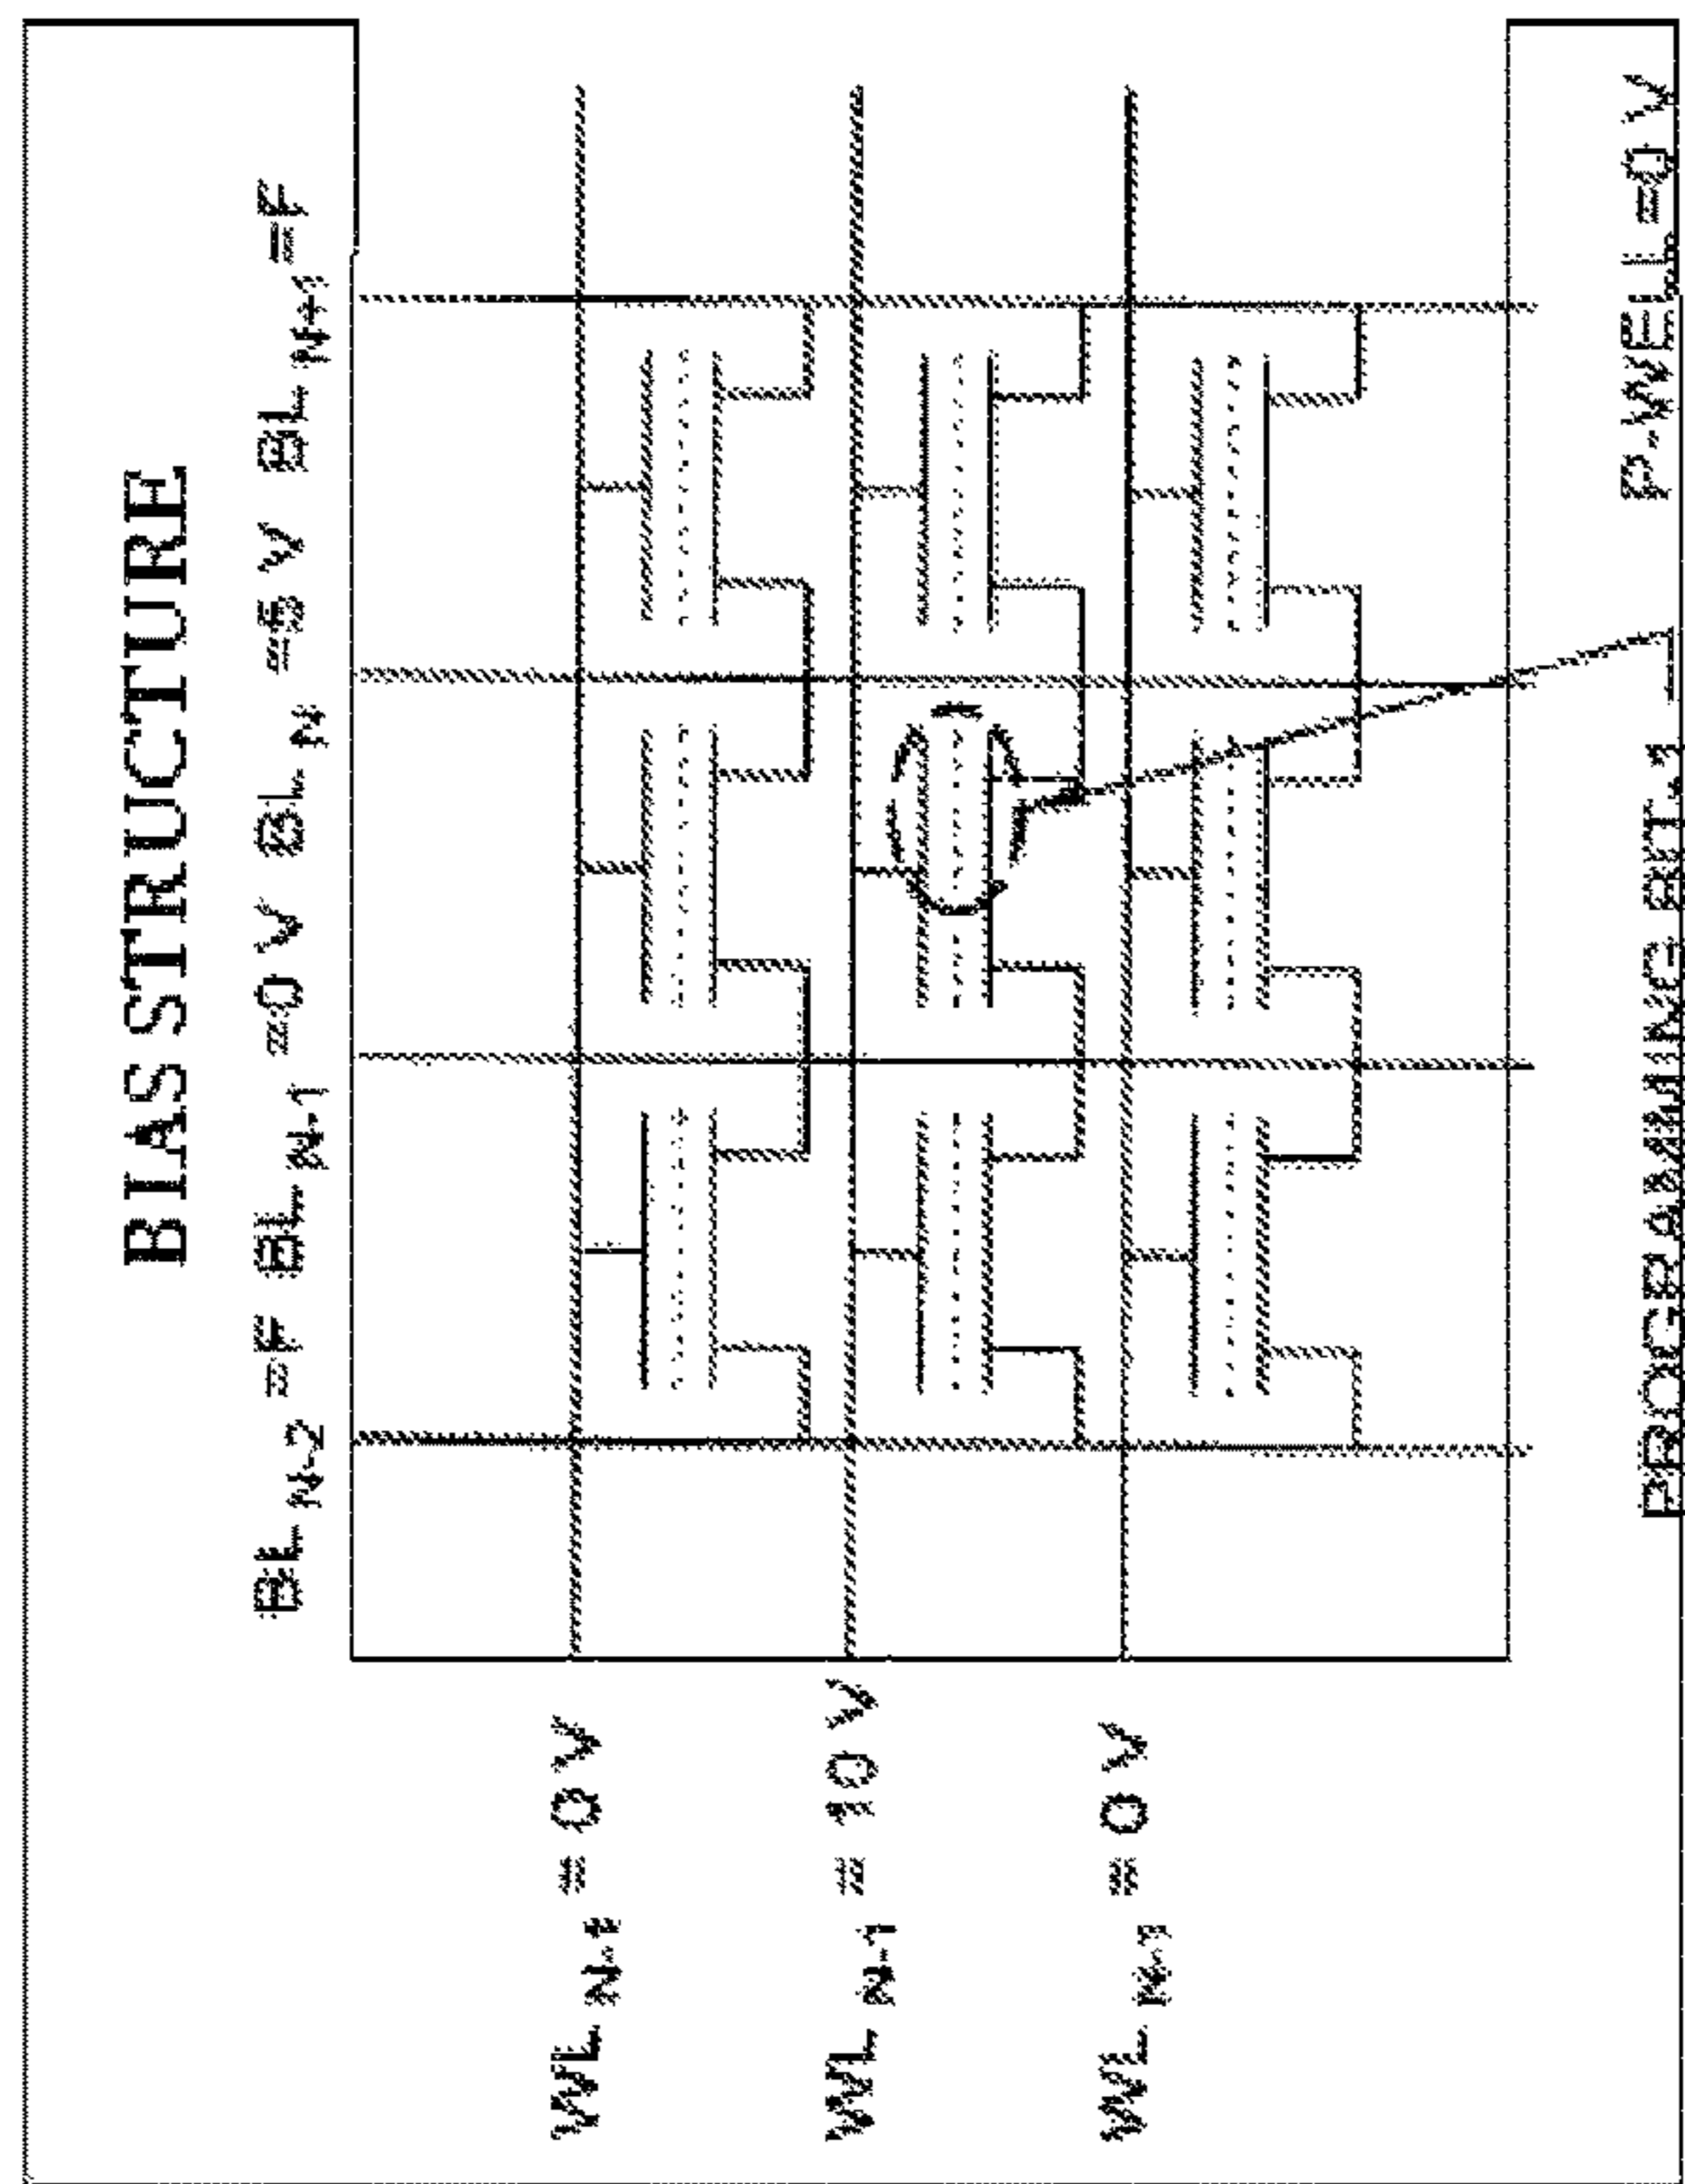 BIAS STRUCTURE
BL N-2 =F BL N-1 =0 V BL N =5 V BL N+1 =F
WL N-1 = 0 V
WL N-1 = 10 V
WL N-1 = 0 V
PROGRAMMING BIT-1
P-WELL=0 V